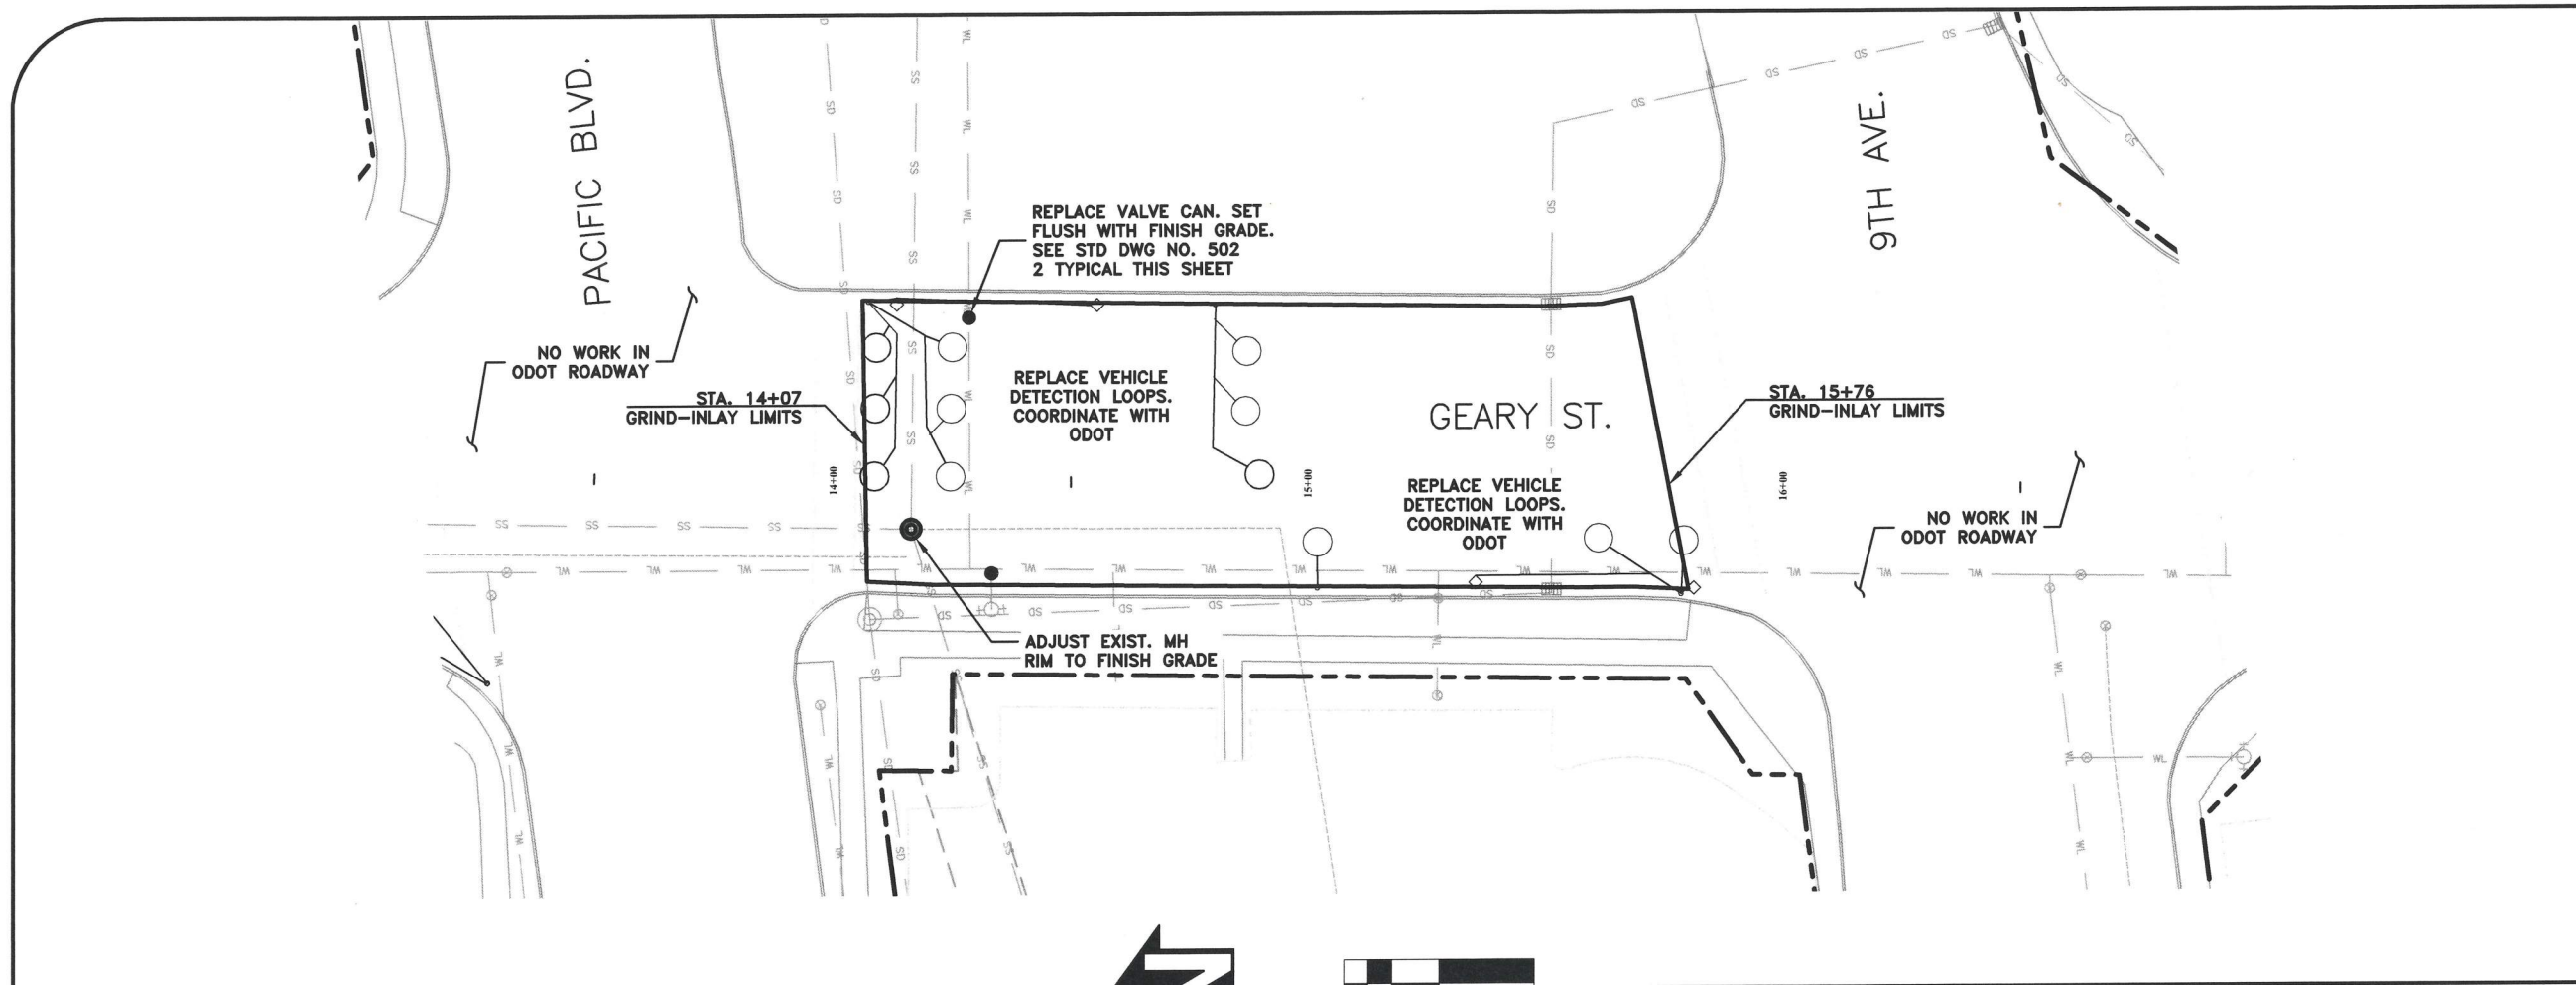 PACIFIC BLVD.
9TH AVE.
REPLACE VALVE CAN. SET
FLUSH WITH FINISH GRADE.
SEE STD DWG NO. 502
2 TYPICAL THIS SHEET
NO WORK IN
ODOT ROADWAY
STA. 14+07
GRIND-INLAY LIMITS
REPLACE VEHICLE
DETECTION LOOPS.
COORDINATE WITH
ODOT
GEARY ST.
STA. 15+76
GRIND-INLAY LIMITS
14+00
15+00
16+00
REPLACE VEHICLE
DETECTION LOOPS.
COORDINATE WITH
ODOT
NO WORK IN
ODOT ROADWAY
ADJUST EXIST. MH
RIM TO FINISH GRADE
SD
SS
WL
N